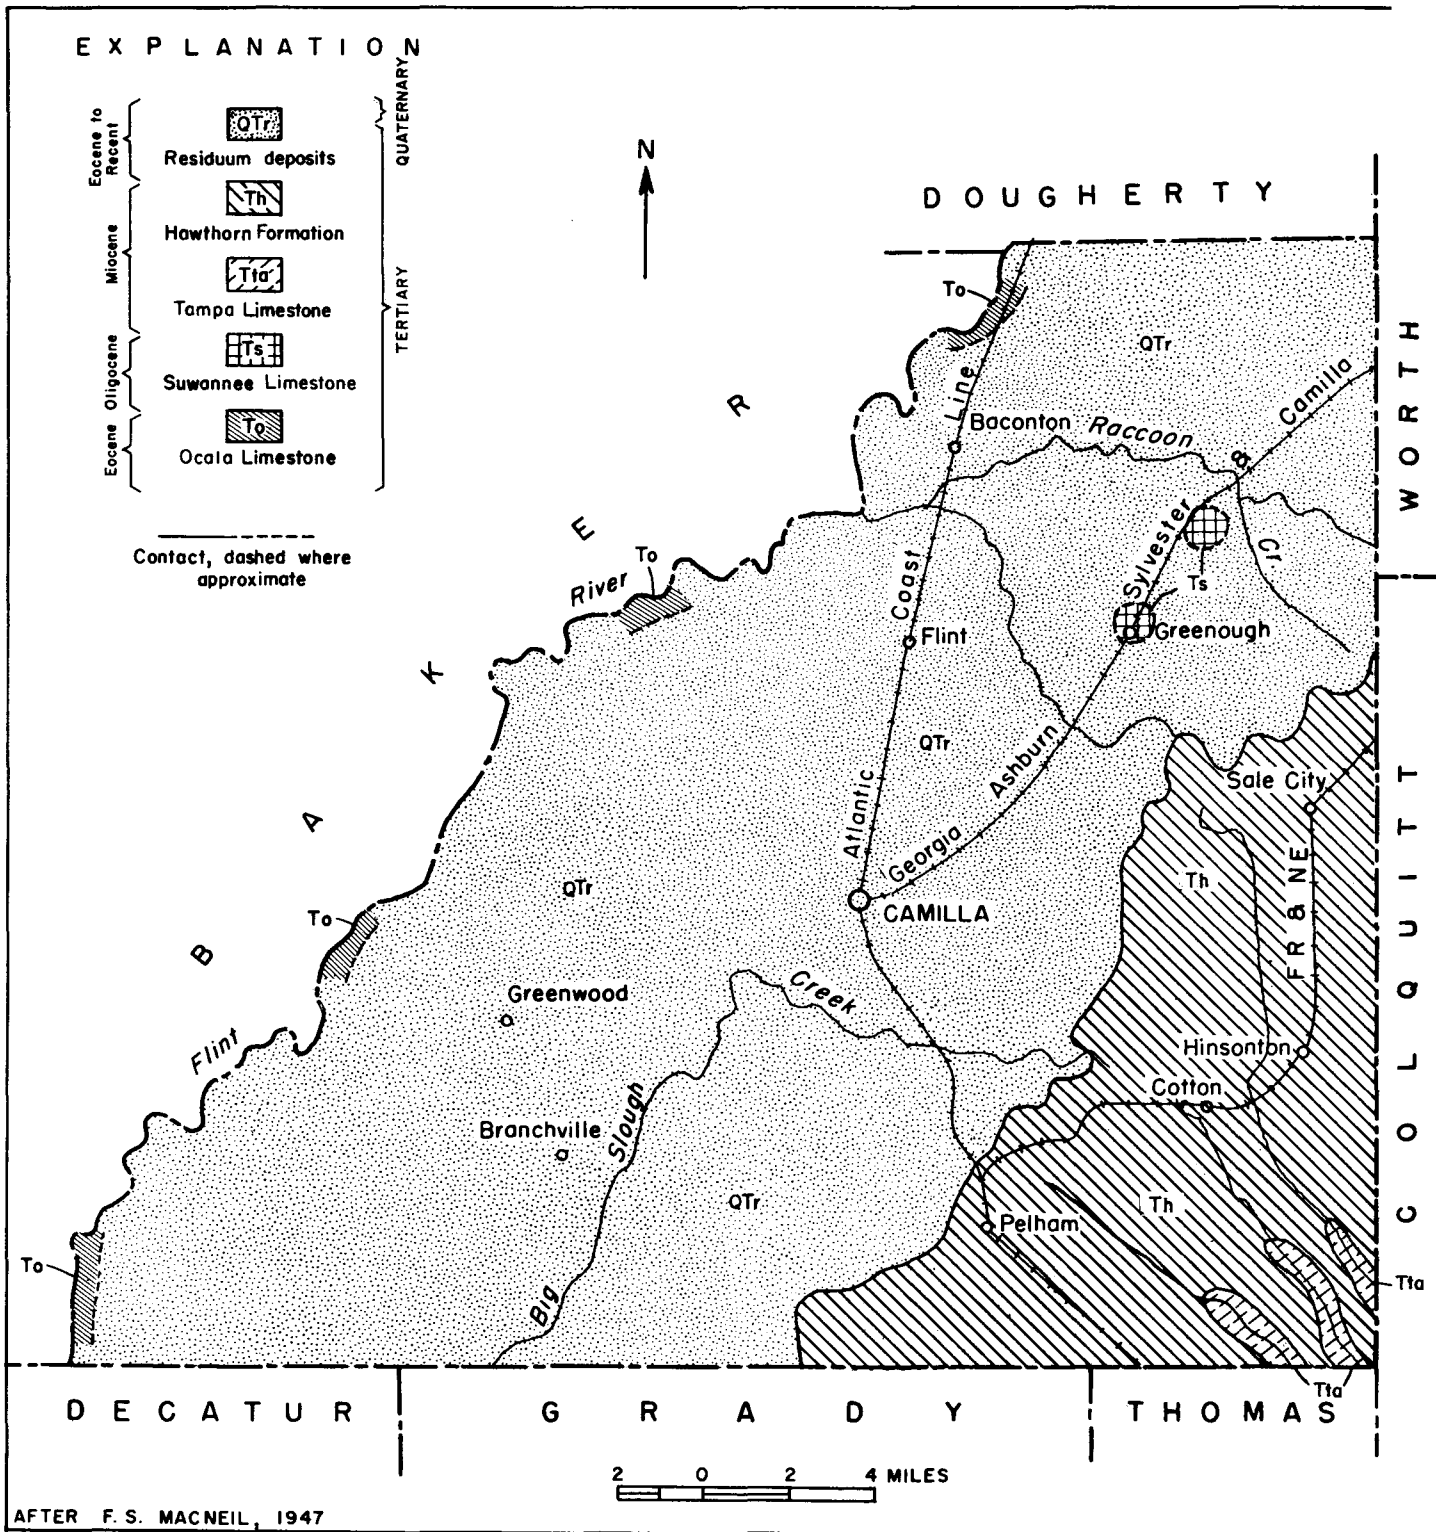 EXPLANATION
Eocene to
Recent
QTr
Residuum deposits
QUATERNARY
Miocene
Th
Hawthorn Formation
Tta
Tampa Limestone
TERTIARY
Oligocene
Ts
Suwannee Limestone
Eocene
To
Ocala Limestone
Contact, dashed where
approximate
N
DOUGHERTY
WORTH
COLQUITT
BAKER
To
QTr
Line
Camilla
&
Baconton
Raccoon
Cr.
Sylvester
Ts
Greenough
To
River
Coast
Flint
QTr
Ashburn
Sale City
Atlantic
Georgia
Th
FR & NE
QTr
CAMILLA
To
Greenwood
Creek
Flint
Hinsonton
Cotton
Branchville
Slough
QTr
Th
Pelham
To
Big
Tta
Tta
DECATUR
GRADY
THOMAS
2 0 2 4 MILES
AFTER F. S. MACNEIL, 1947